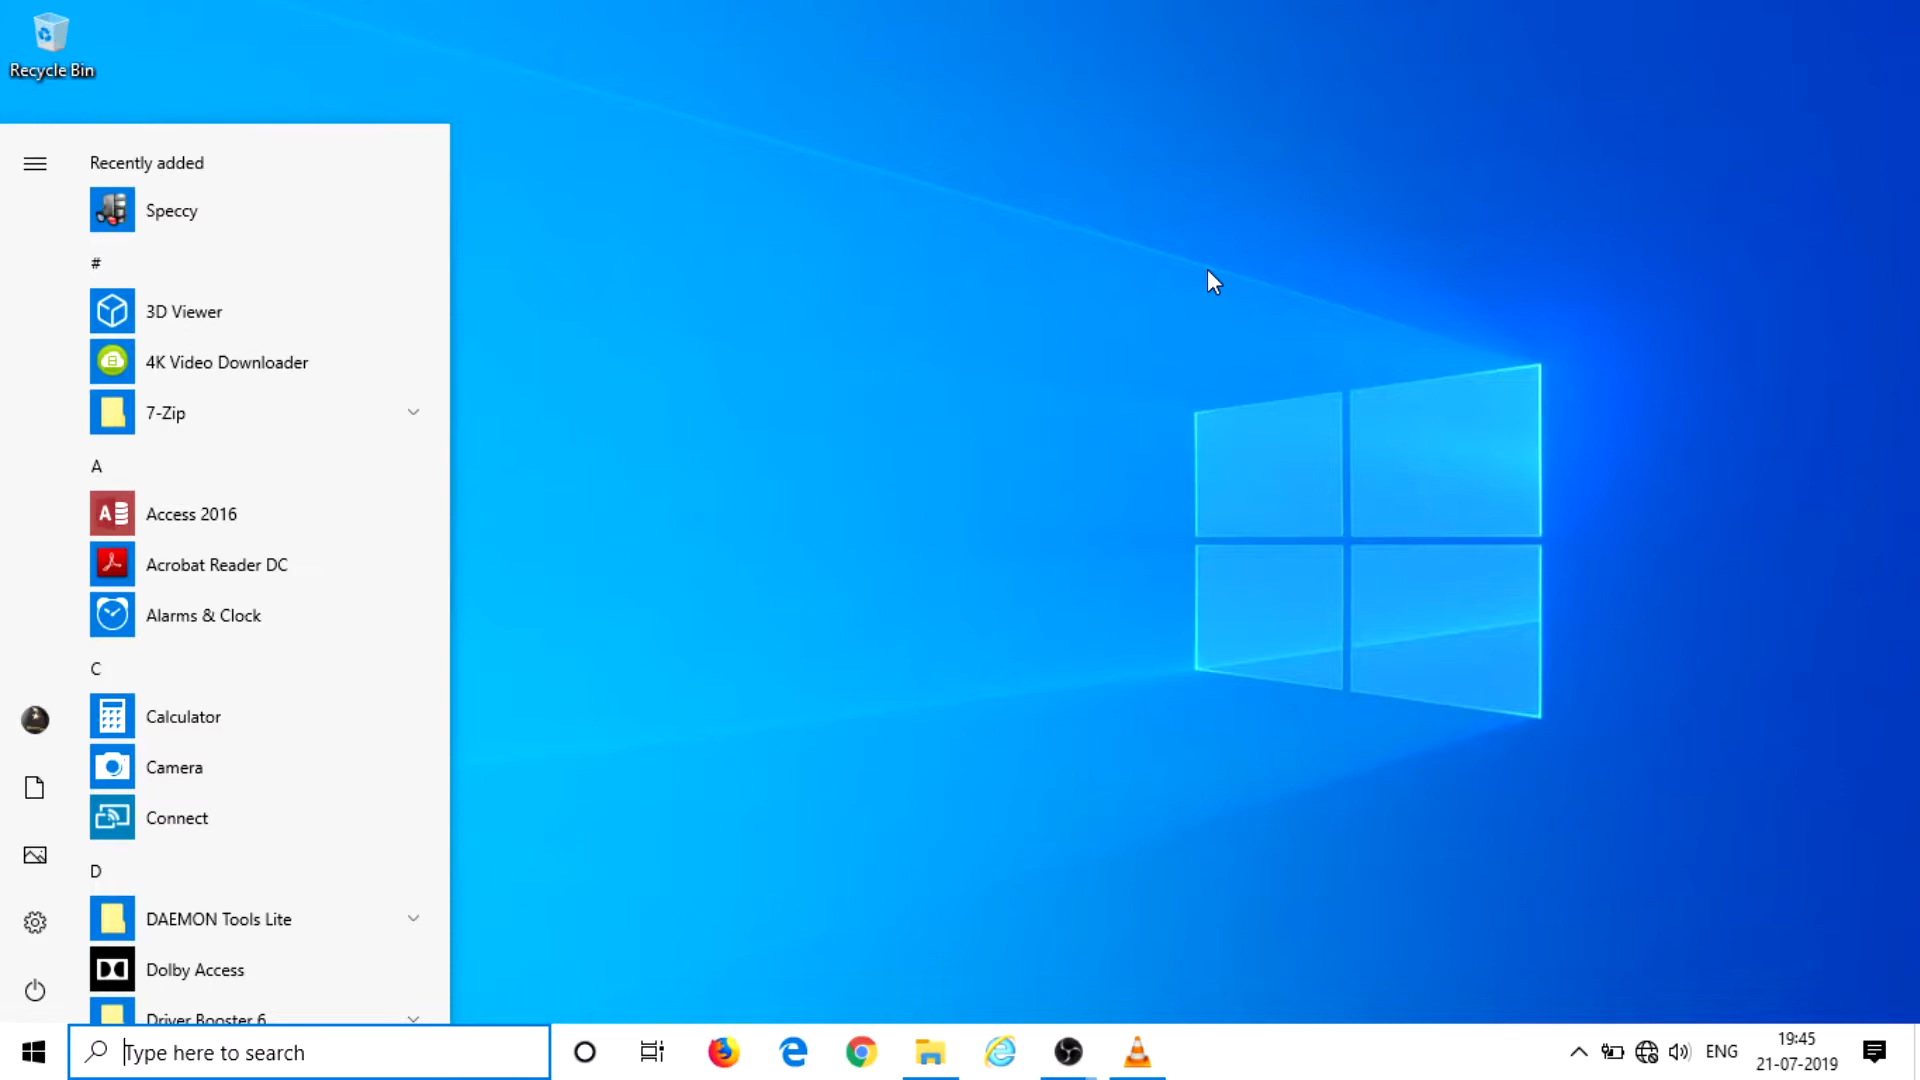 Recycle Bin
Recently added
Speccy
#
3D Viewer
4K Video Downloader
7-Zip
A
Access 2016
Acrobat Reader DC
Alarms & Clock
C
Calculator
Camera
Connect
D
DAEMON Tools Lite
Dolby Access
Driver Booster 6
Type here to search
ENG
19:45
21-07-2019